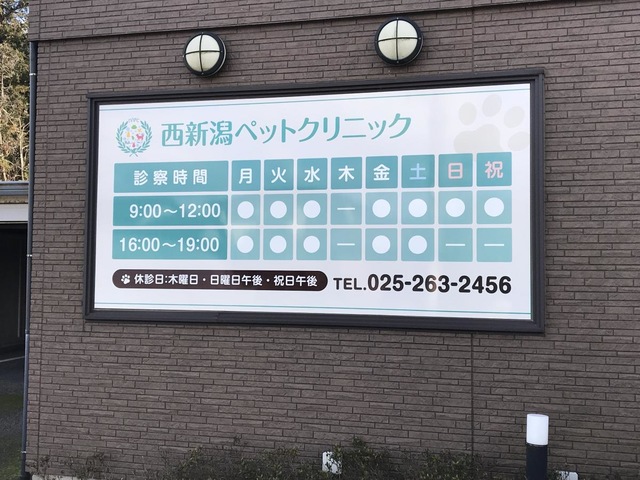 西新潟ペットクリニック
診察時間 月 火 水 木 金 土 日 祝
9:00〜12:00 ● ● ● — ● ● ● ●
16:00〜19:00 ● ● ● — ● ● — —
休診日:木曜日・日曜日午後・祝日午後 TEL.025-263-2456